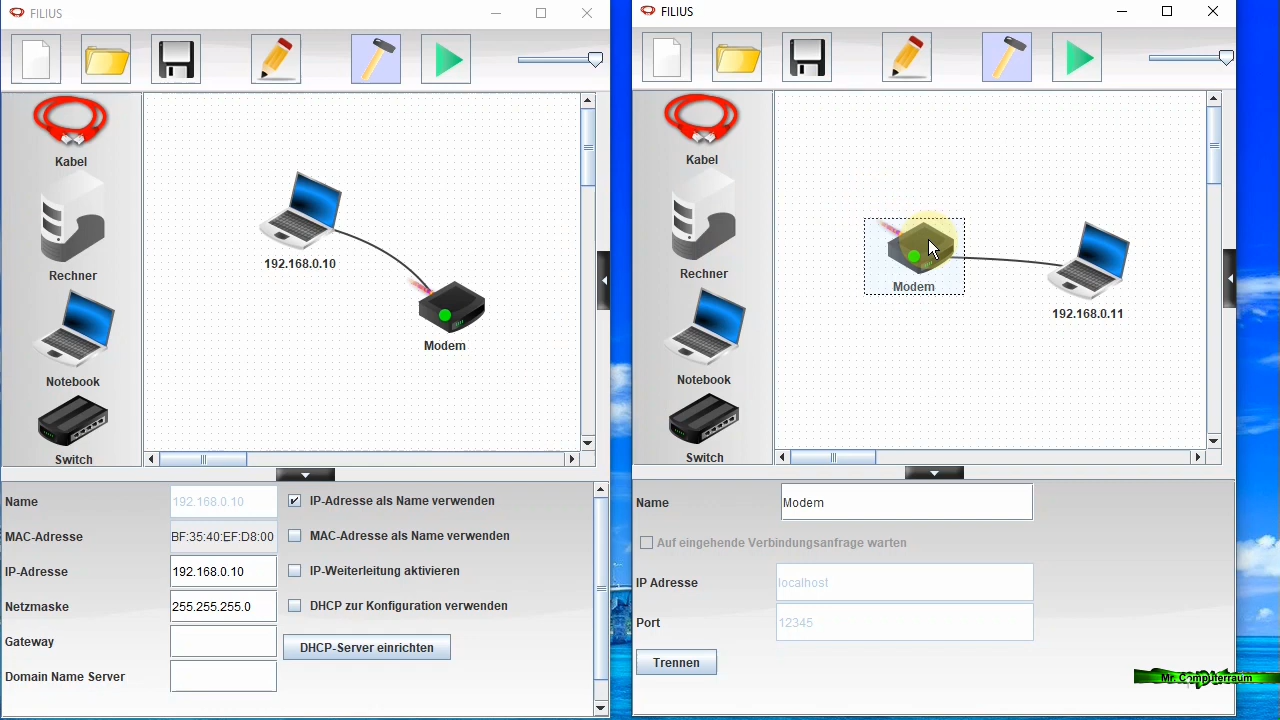 FILIUS
Kabel
Rechner
Notebook
Switch
192.168.0.10
Modem
Name
192.168.0.10
IP-Adresse als Name verwenden
MAC-Adresse
BF:35:40:EF:D8:00
MAC-Adresse als Name verwenden
IP-Adresse
192.168.0.10
IP-Weiterleitung aktivieren
Netzmaske
255.255.255.0
DHCP zur Konfiguration verwenden
Gateway
DHCP-Server einrichten
Domain Name Server
FILIUS
Kabel
Rechner
Notebook
Switch
Modem
192.168.0.11
Name
Modem
Auf eingehende Verbindungsanfrage warten
IP Adresse
localhost
Port
12345
Trennen
Mr. Computerraum